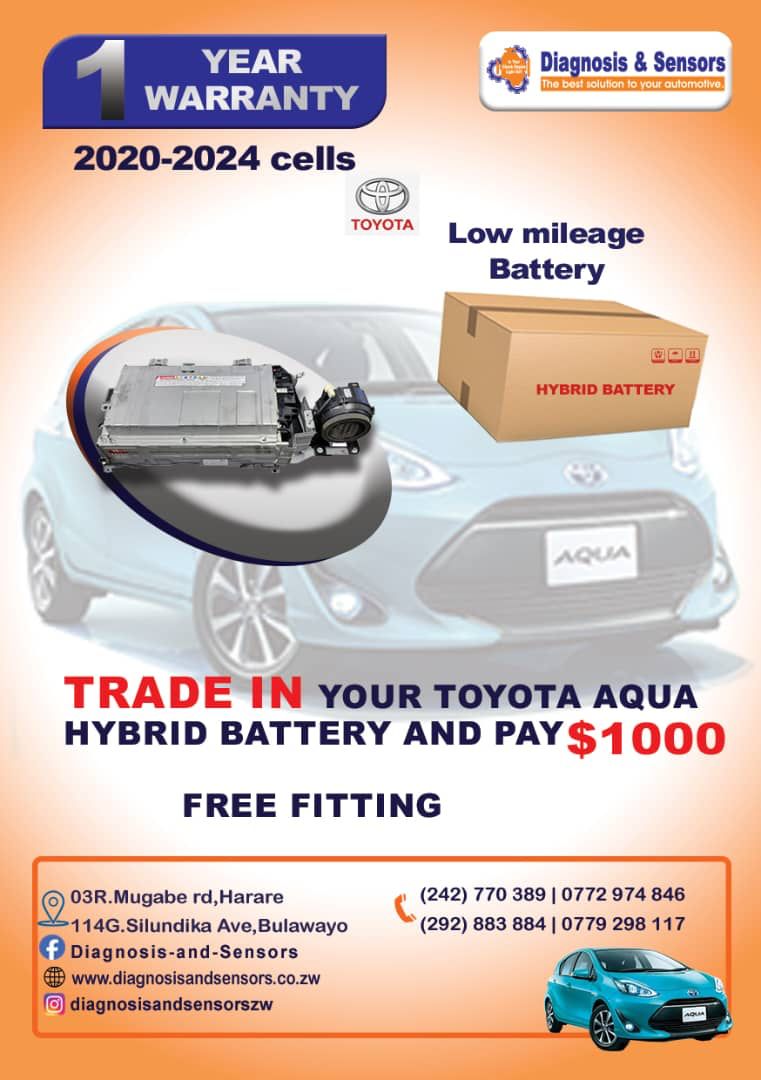 1 YEAR
WARRANTY
Diagnosis & Sensors
The best solution to your automotive.
2020-2024 cells
TOYOTA
Low mileage
Battery
HYBRID BATTERY
AQUA
TRADE IN YOUR TOYOTA AQUA
HYBRID BATTERY AND PAY $1000
FREE FITTING
03R.Mugabe rd,Harare
114G.Silundika Ave,Bulawayo
Diagnosis-and-Sensors
www.diagnosisandsensors.co.zw
diagnosisandsensorszw
(242) 770 389 | 0772 974 846
(292) 883 884 | 0779 298 117
AQUA